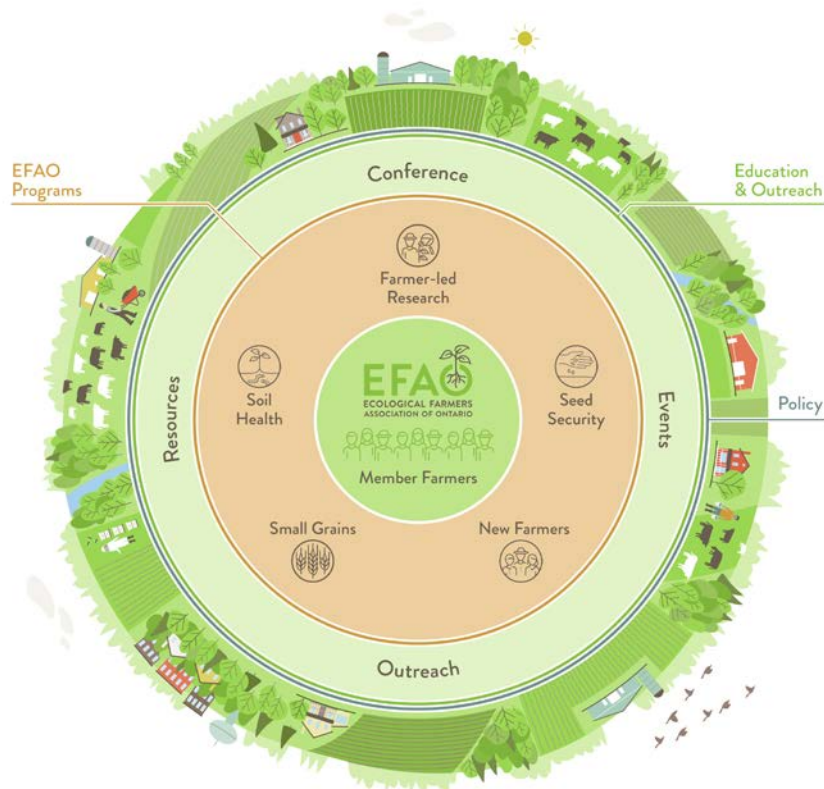 EFAO
Programs
Education
& Outreach
Policy
Conference
Events
Outreach
Resources
Farmer-led
Research
Seed
Security
New Farmers
Small Grains
Soil
Health
EFAO
ECOLOGICAL FARMERS
ASSOCIATION OF ONTARIO
Member Farmers